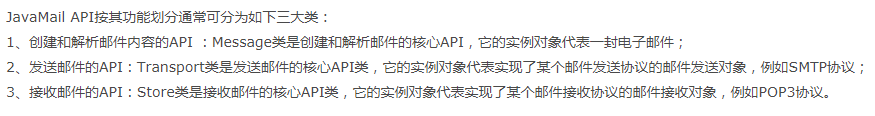 JavaMail API按其功能划分通常可分为如下三大类：
1、创建和解析邮件内容的API ：Message类是创建和解析邮件的核心API，它的实例对象代表一封电子邮件；
2、发送邮件的API：Transport类是发送邮件的核心API类，它的实例对象代表实现了某个邮件发送协议的邮件发送对象，例如SMTP协议；
3、接收邮件的API：Store类是接收邮件的核心API类，它的实例对象代表实现了某个邮件接收协议的邮件接收对象，例如POP3协议。